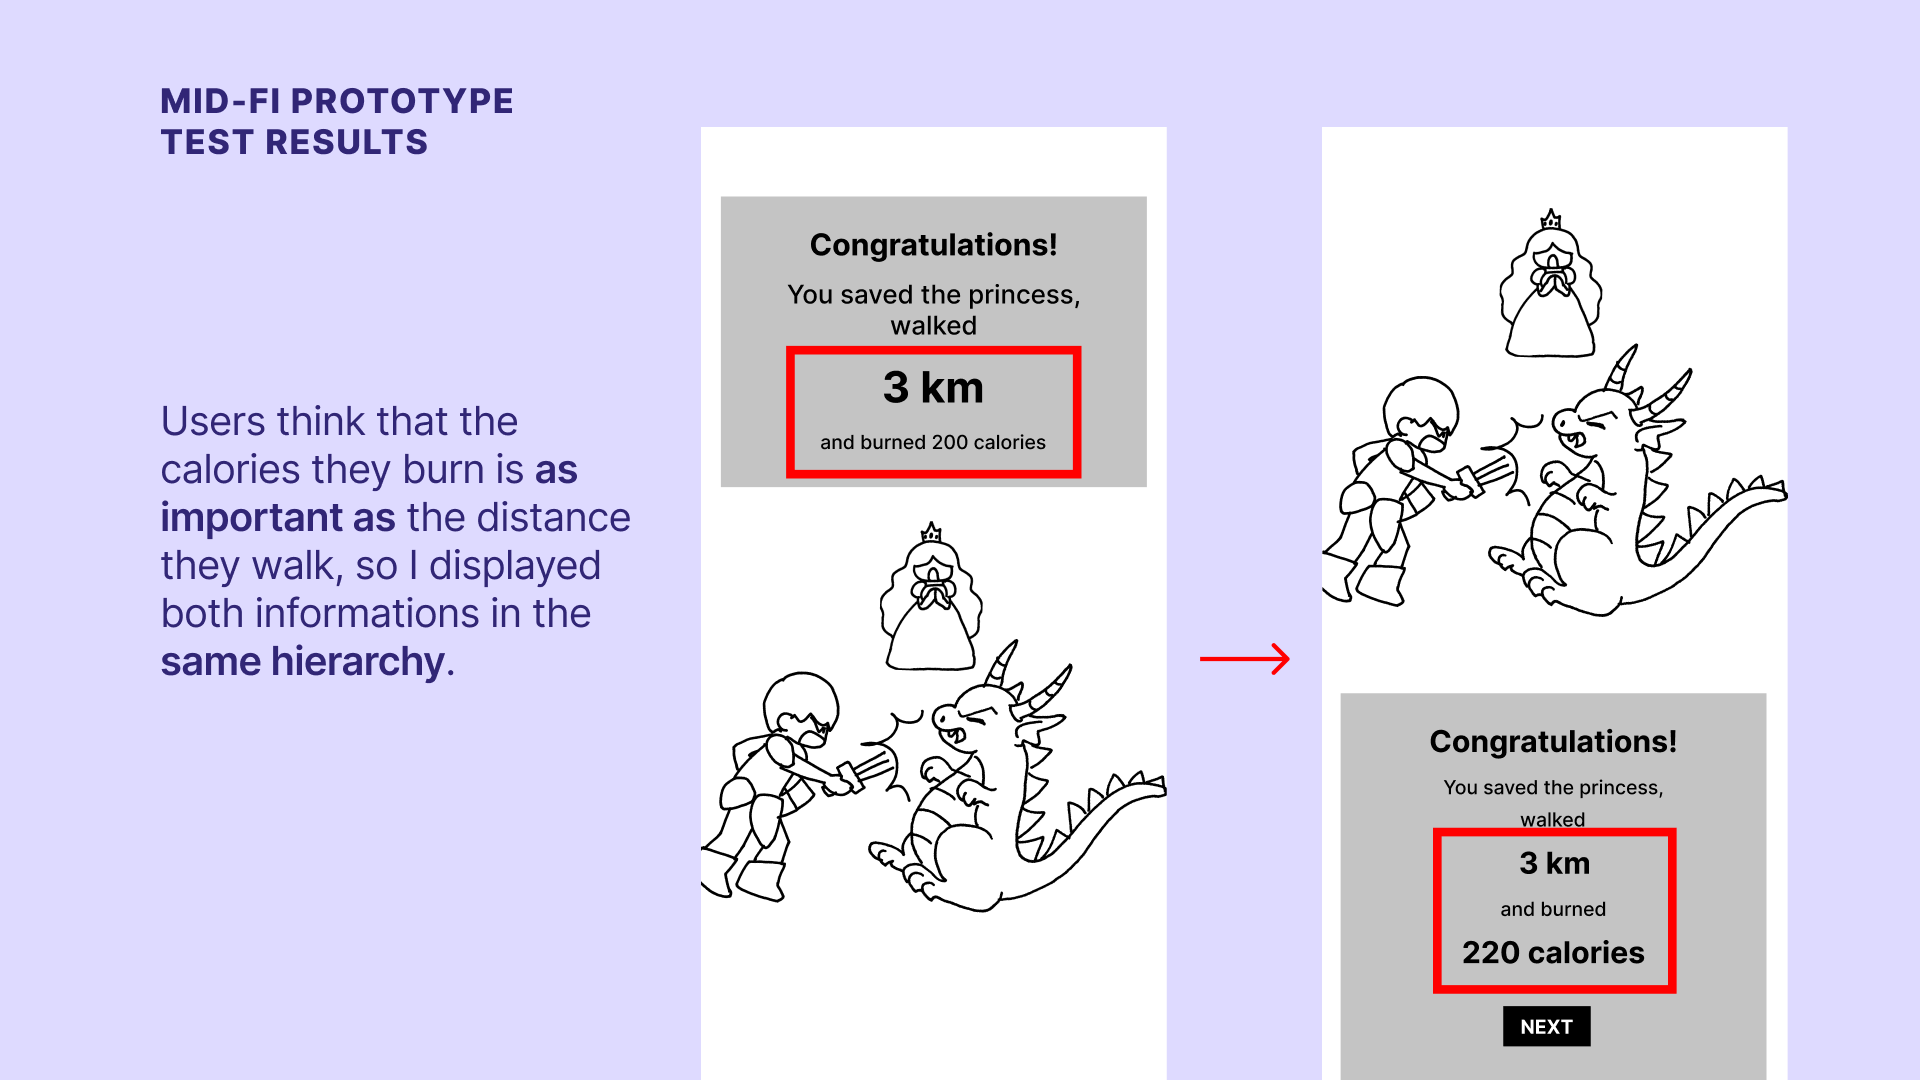 MID-FI PROTOTYPE
TEST RESULTS
Users think that the
calories they burn is as
important as the distance
they walk, so I displayed
both informations in the
same hierarchy.
Congratulations!
You saved the princess,
walked
3 km
and burned 200 calories
Congratulations!
You saved the princess,
walked
3 km
and burned
220 calories
NEXT